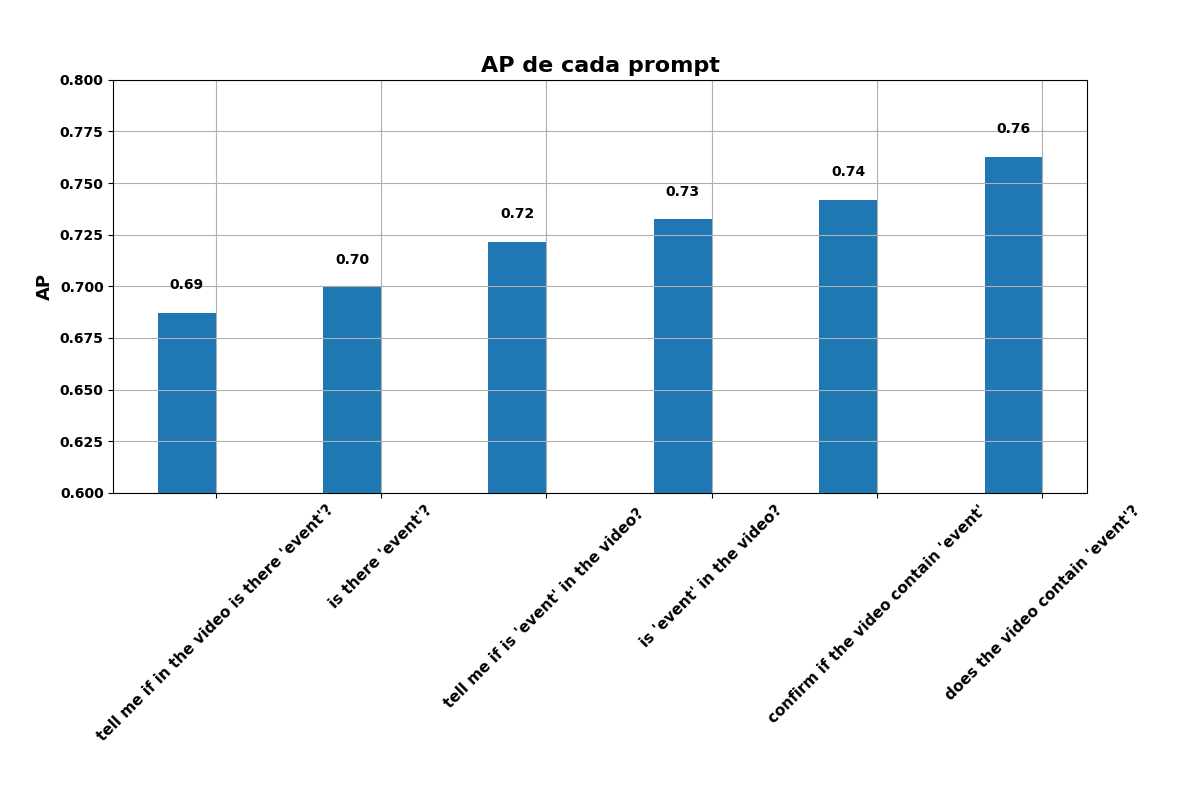 AP de cada prompt
0.800
0.775
0.750
0.725
0.700
0.675
0.650
0.625
0.600
AP
0.69
0.70
0.72
0.73
0.74
0.76
tell me if in the video is there 'event'?
is there 'event'?
tell me if is 'event' in the video?
is 'event' in the video?
confirm if the video contain 'event'
does the video contain 'event'?